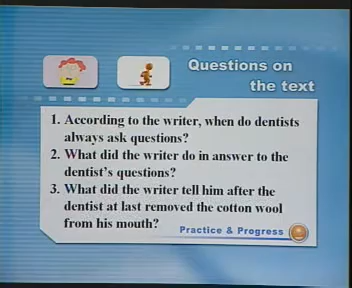 Questions on
the text
1. According to the writer, when do dentists
always ask questions?
2. What did the writer do in answer to the
dentist's questions?
3. What did the writer tell him after the
dentist at last removed the cotton wool
from his mouth?
Practice & Progress